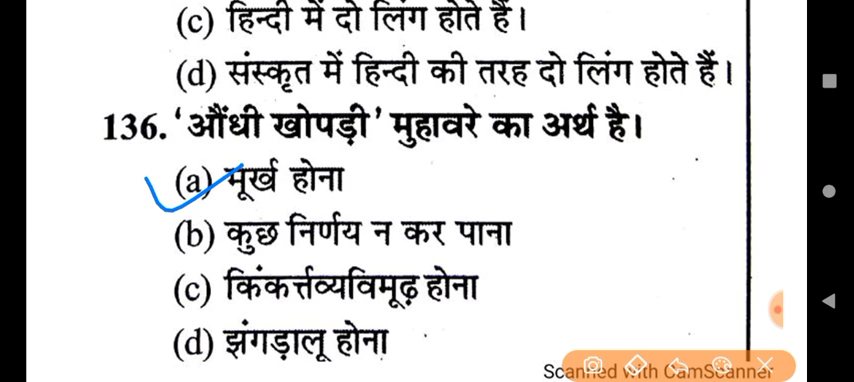 (c) हिन्दी में दो लिंग होते हैं।
(d) संस्कृत में हिन्दी की तरह दो लिंग होते हैं।
136. 'औंधी खोपड़ी' मुहावरे का अर्थ है।
(a) मूर्ख होना
(b) कुछ निर्णय न कर पाना
(c) किंकर्त्तव्यविमूढ़ होना
(d) झंगड़ालू होना
Scanned with CamScanner